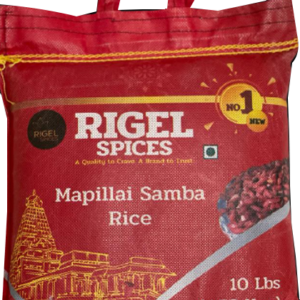 RIGEL
SPICES
A Quality to Crave A Brand to Trust
NO.1
NEW
RIGEL
Mapillai Samba
Rice
10 Lbs